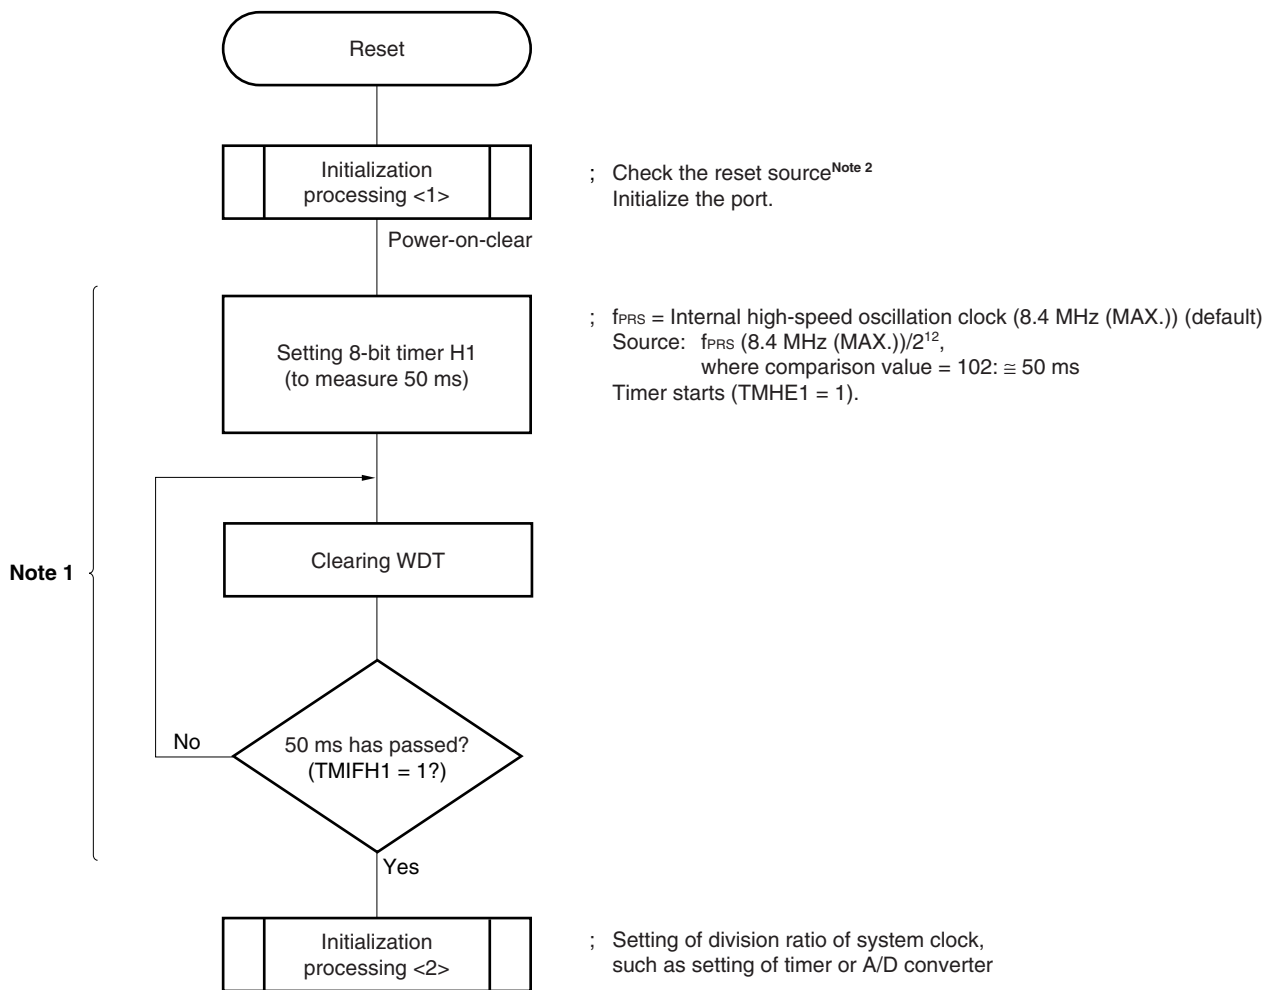 Reset
Initialization
processing <1>
; Check the reset sourceNote 2
Initialize the port.
Power-on-clear
Setting 8-bit timer H1
(to measure 50 ms)
; fPRS = Internal high-speed oscillation clock (8.4 MHz (MAX.)) (default)
Source: fPRS (8.4 MHz (MAX.))/2¹²,
where comparison value = 102: ≅ 50 ms
Timer starts (TMHE1 = 1).
Note 1
Clearing WDT
No
50 ms has passed?
(TMIFH1 = 1?)
Yes
Initialization
processing <2>
; Setting of division ratio of system clock,
such as setting of timer or A/D converter